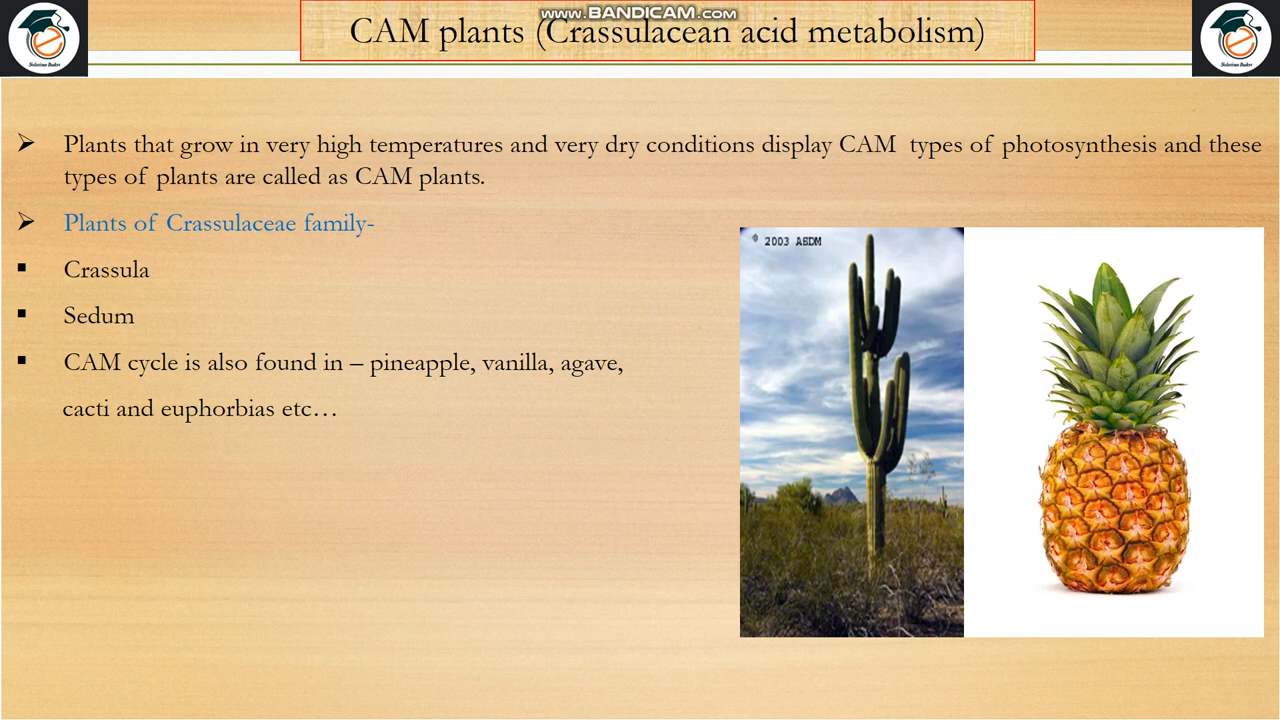 www.BANDICAM.com
CAM plants (Crassulacean acid metabolism)
Plants that grow in very high temperatures and very dry conditions display CAM types of photosynthesis and these
types of plants are called as CAM plants.
Plants of Crassulaceae family-
Crassula
Sedum
CAM cycle is also found in – pineapple, vanilla, agave,
cacti and euphorbias etc…
2003 ASDM